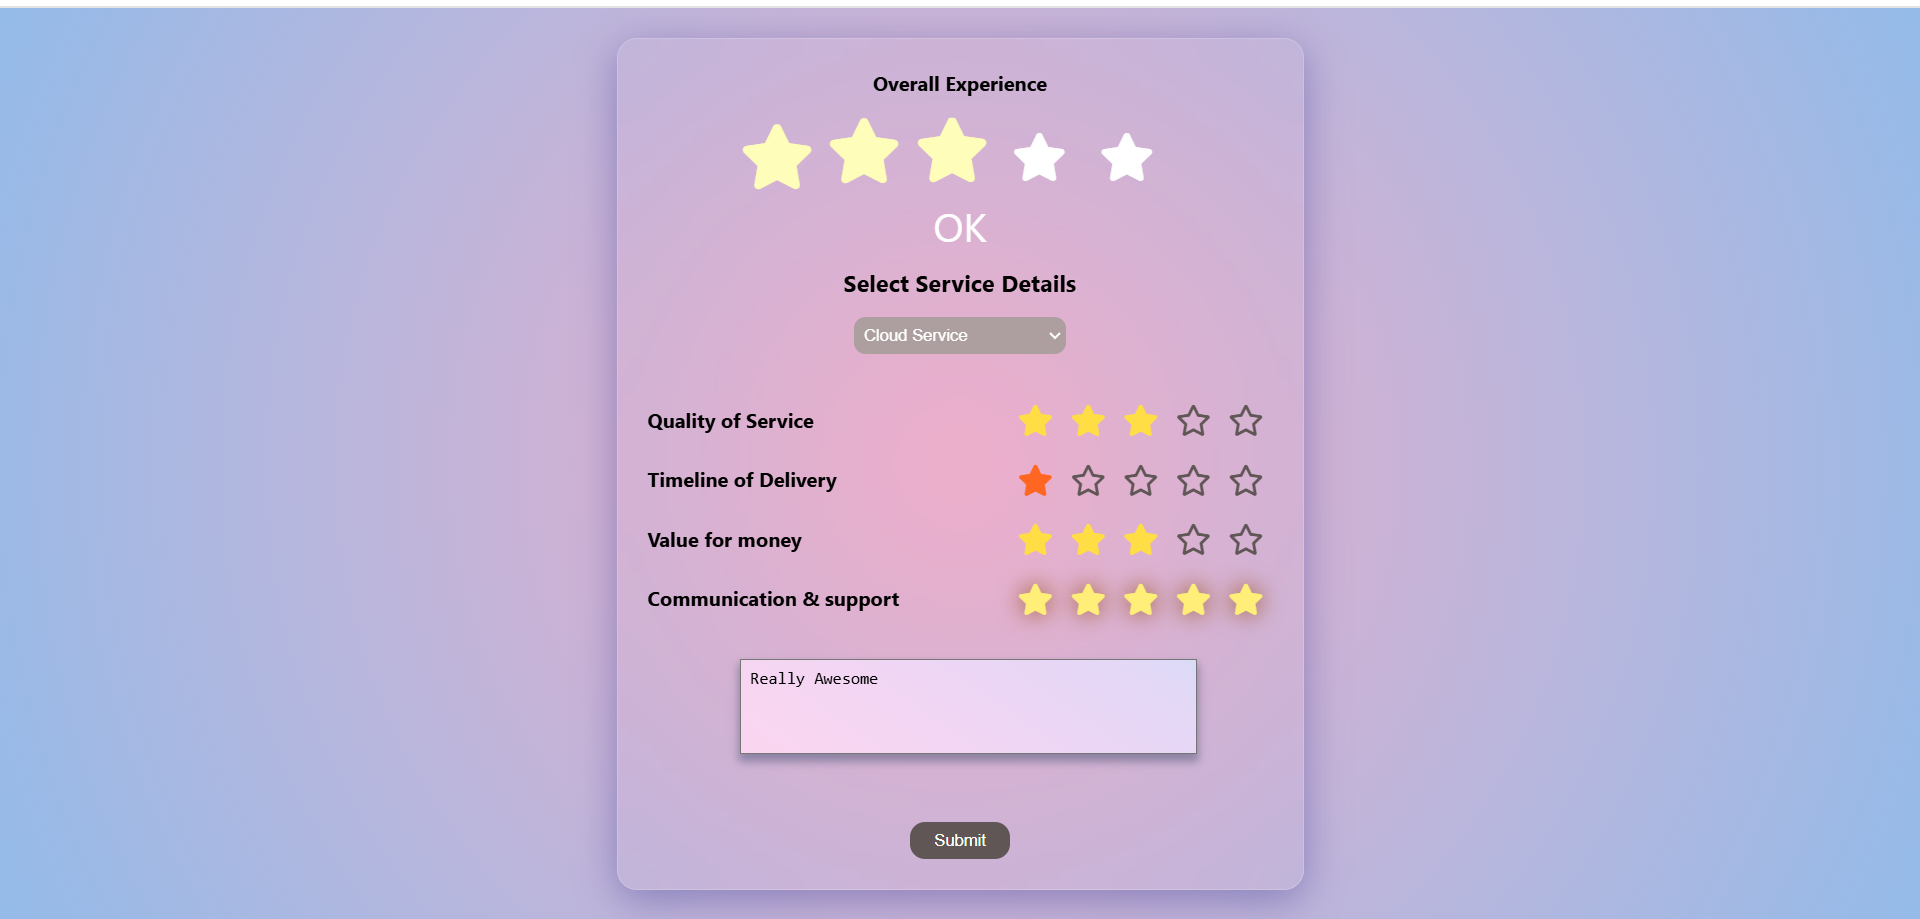 Overall Experience
OK
Select Service Details
Cloud Service
Quality of Service
Timeline of Delivery
Value for money
Communication & support
Really Awesome
Submit